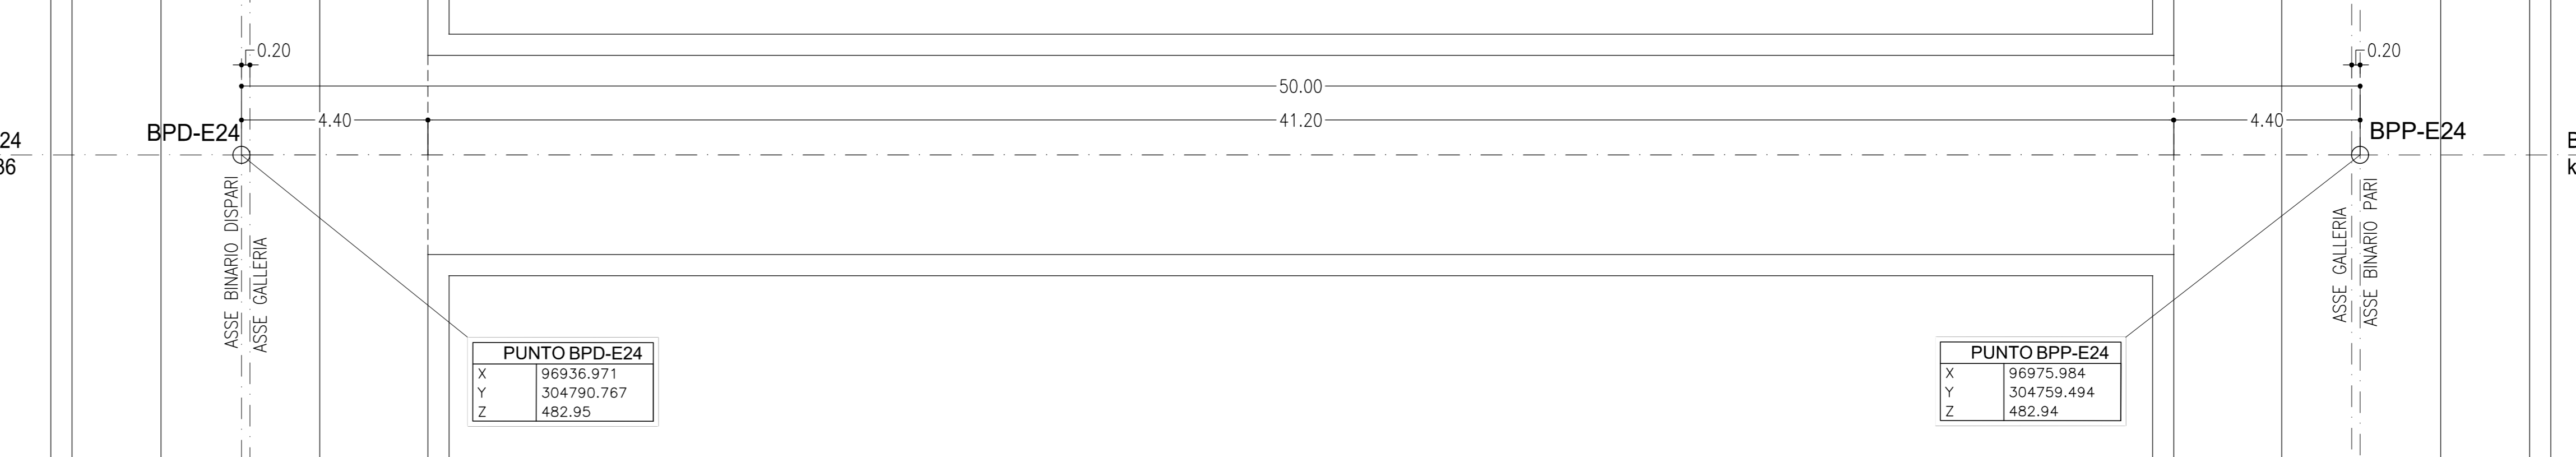 0.20
0.20
50.00
4.40
41.20
4.40
BPD-E24
BPP-E24
24
36
k
ASSE BINARIO DISPARI
ASSE GALLERIA
ASSE GALLERIA
ASSE BINARIO PARI
PUNTO BPD-E24
X 96936.971
Y 304790.767
Z 482.95
PUNTO BPP-E24
X 96975.984
Y 304759.494
Z 482.94